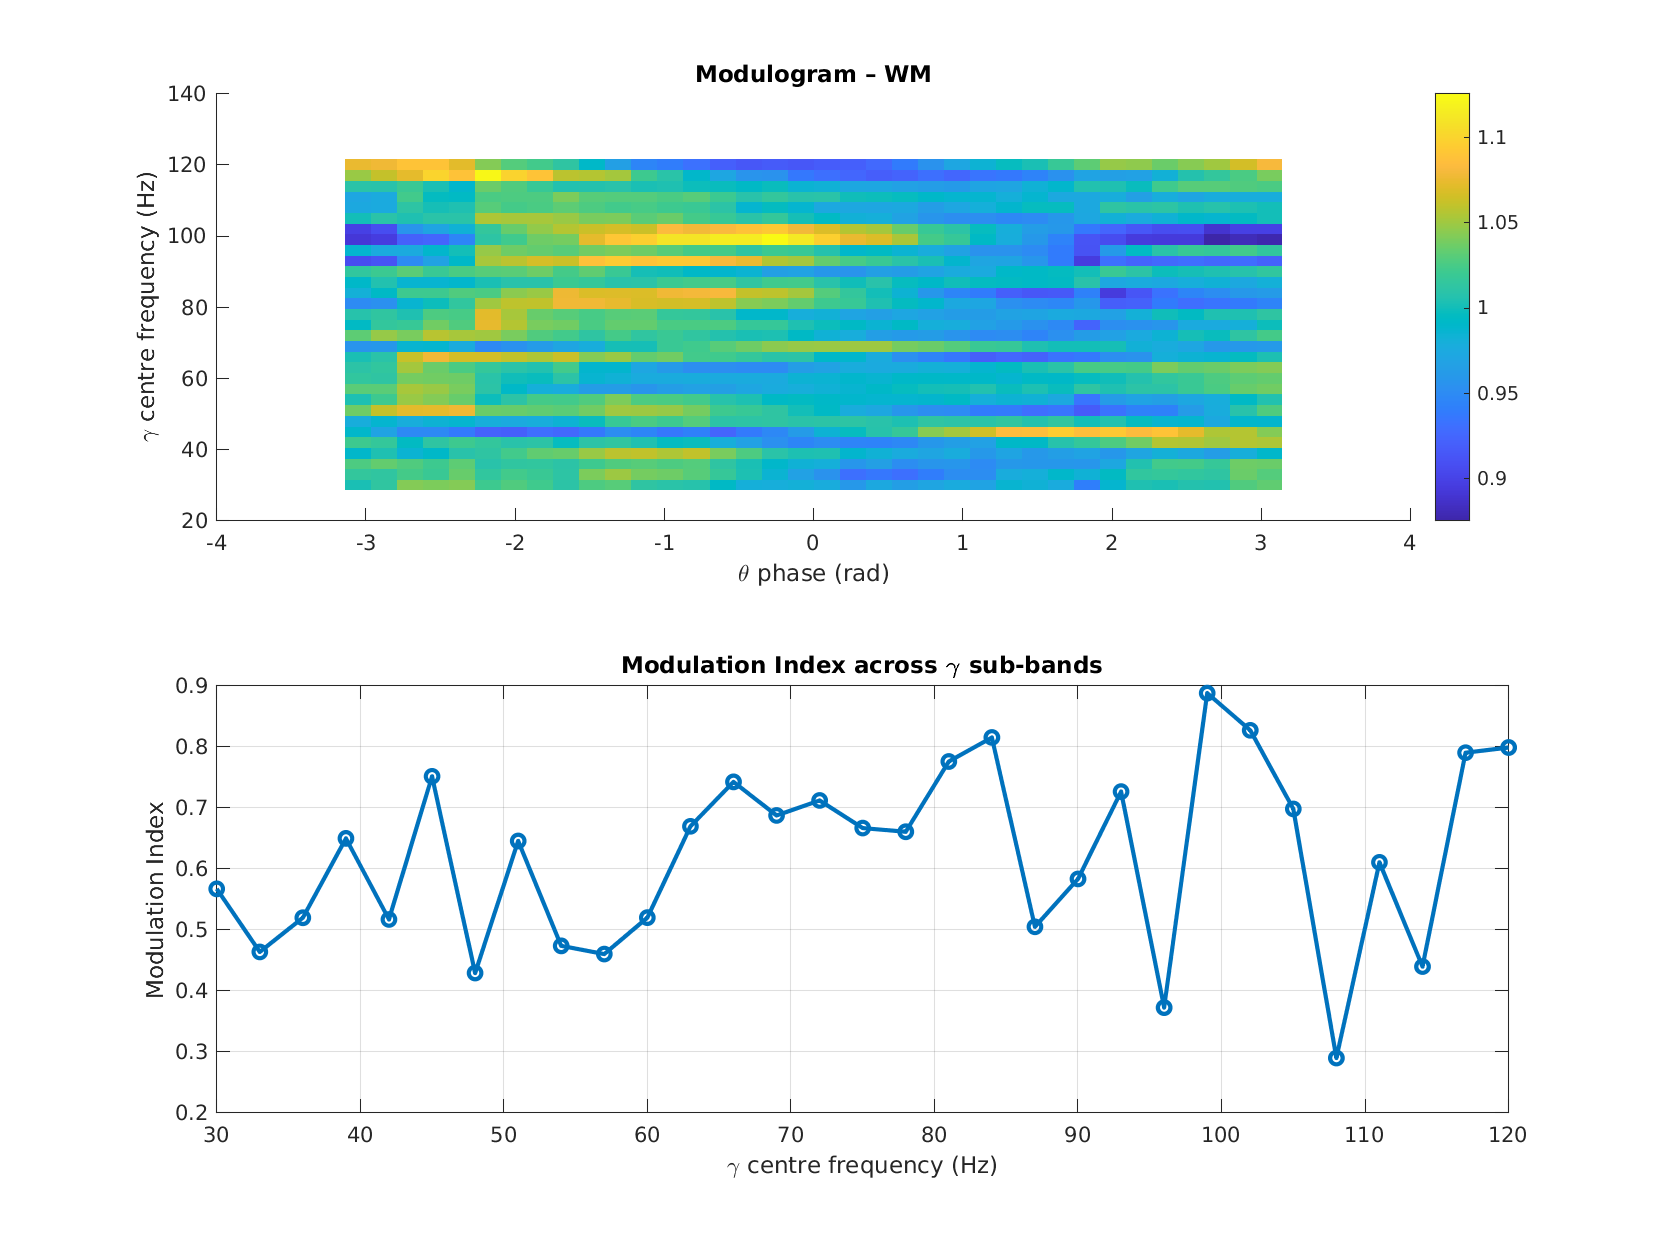 Modulogram – WM
140
120
100
80
60
40
20
γ centre frequency (Hz)
-4 -3 -2 -1 0 1 2 3 4
θ phase (rad)
1.1
1.05
1
0.95
0.9
Modulation Index across γ sub-bands
0.9
0.8
0.7
0.6
0.5
0.4
0.3
0.2
Modulation Index
30 40 50 60 70 80 90 100 110 120
γ centre frequency (Hz)